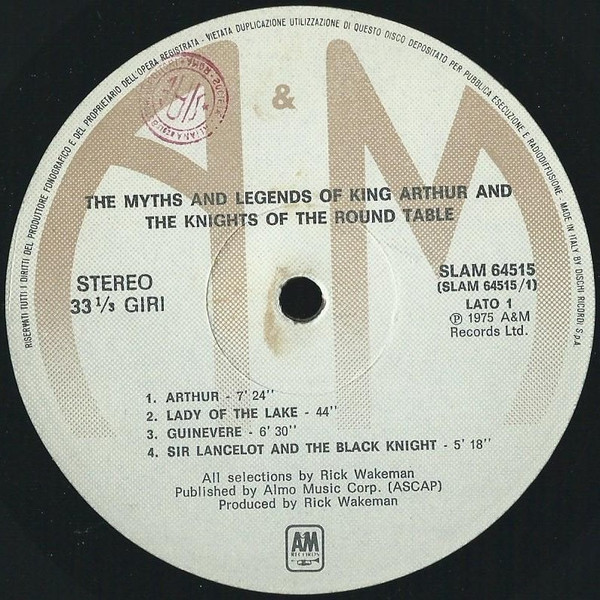 RISERVATI TUTTI I DIRITTI DEL PRODUTTORE FONOGRAFICO E DEL PROPRIETARIO DELL'OPERA REGISTRATA - VIETATA DUPLICAZIONE UTILIZZAZIONE DI QUESTO DISCO DEPOSITATO PER PUBBLICA ESECUZIONE E RADIODIFFUSIONE - MADE IN ITALY BY DISCHI RICORDI S.p.A.
A & M
THE MYTHS AND LEGENDS OF KING ARTHUR AND
THE KNIGHTS OF THE ROUND TABLE
STEREO
33 1/3 GIRI
SLAM 64515
(SLAM 64515/1)
LATO 1
Ⓟ 1975 A&M
Records Ltd.
1. ARTHUR - 7' 24''
2. LADY OF THE LAKE - 44''
3. GUINEVERE - 6' 30''
4. SIR LANCELOT AND THE BLACK KNIGHT - 5' 18''
All selections by Rick Wakeman
Published by Almo Music Corp. (ASCAP)
Produced by Rick Wakeman
A&M
RECORDS